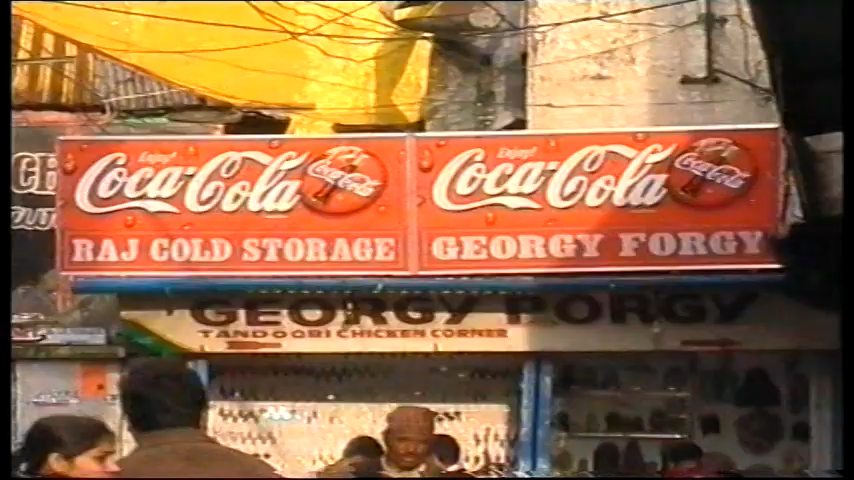 Enjoy
Coca-Cola
Coca-Cola
RAJ COLD STORAGE
Enjoy
Coca-Cola
Coca-Cola
GEORGY FORGY
GEORGY PORGY
TANDOORI CHICKEN CORNER